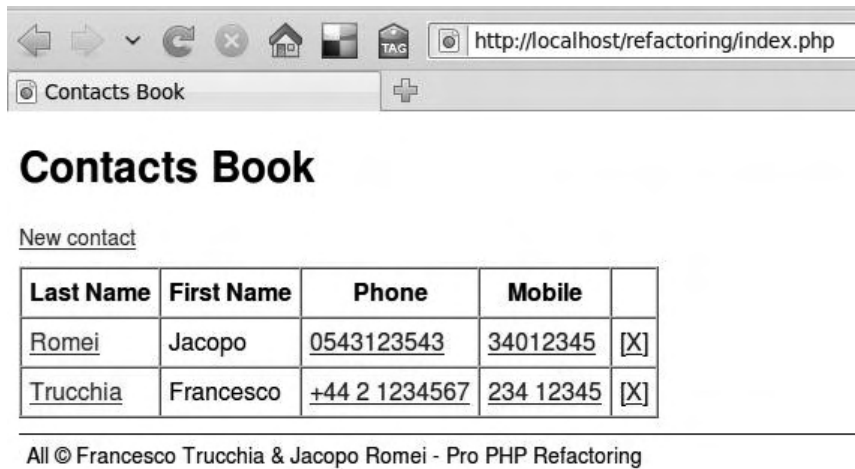 TAG
http://localhost/refactoring/index.php
Contacts Book
Contacts Book
New contact
Last Name First Name Phone Mobile
Romei Jacopo 0543123543 34012345 [X]
Trucchia Francesco +44 2 1234567 234 12345 [X]
All © Francesco Trucchia & Jacopo Romei - Pro PHP Refactoring